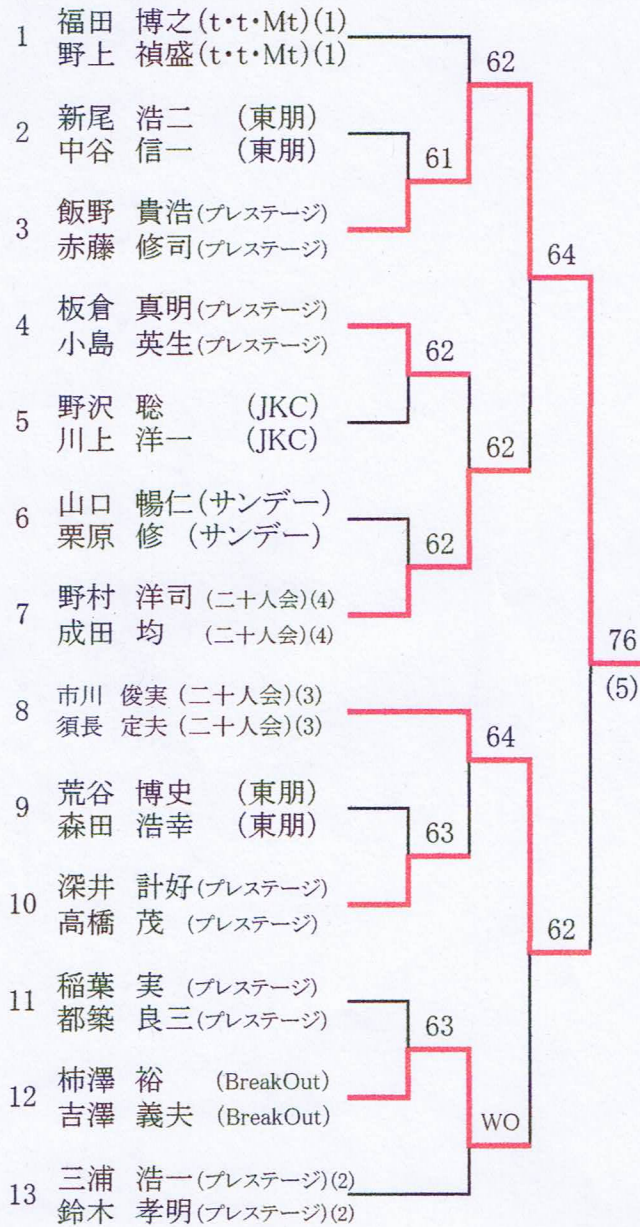 1 福田 博之(t・t・Mt)(1)
野上 禎盛(t・t・Mt)(1)
2 新尾 浩二 (東朋)
中谷 信一 (東朋)
3 飯野 貴浩(プレステージ)
赤藤 修司(プレステージ)
4 板倉 真明(プレステージ)
小島 英生(プレステージ)
5 野沢 聡 (JKC)
川上 洋一 (JKC)
6 山口 暢仁(サンデー)
栗原 修 (サンデー)
7 野村 洋司 (二十人会)(4)
成田 均 (二十人会)(4)
8 市川 俊実 (二十人会)(3)
須長 定夫 (二十人会)(3)
9 荒谷 博史 (東朋)
森田 浩幸 (東朋)
10 深井 計好(プレステージ)
高橋 茂 (プレステージ)
11 稲葉 実 (プレステージ)
都築 良三(プレステージ)
12 柿澤 裕 (BreakOut)
吉澤 義夫 (BreakOut)
13 三浦 浩一(プレステージ)(2)
鈴木 孝明(プレステージ)(2)
61
62
62
63
63
62
62
64
WO
64
62
76
(5)